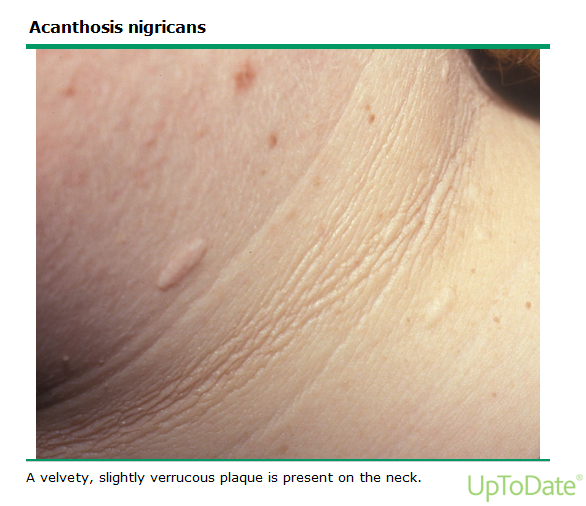 Acanthosis nigricans
A velvety, slightly verrucous plaque is present on the neck.
UpToDate®